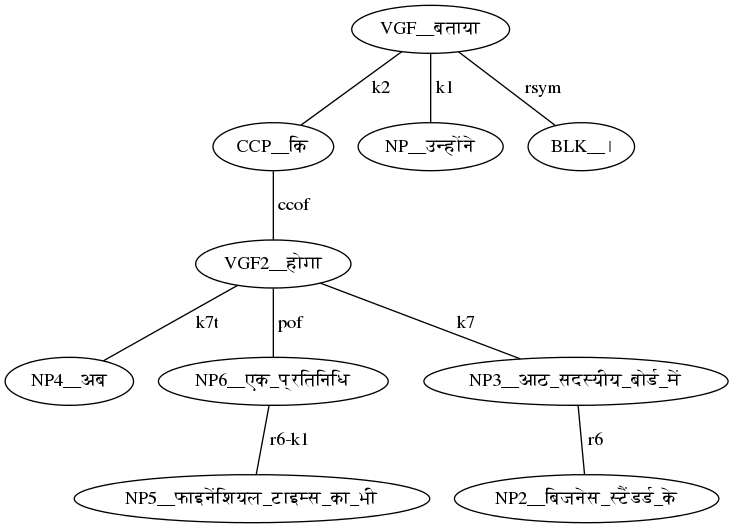 VGF__बताया
k2 k1 rsym
CCP__कि NP__उन्होंने BLK__।
ccof
VGF2__होगा
k7t pof k7
NP4__अब NP6__एक_प्रतिनिधि NP3__आठ_सदस्यीय_बोर्ड_में
r6-k1 r6
NP5__फाइनेंशियल_टाइम्स_का_भी NP2__बिजनेस_स्टैंडर्ड_के